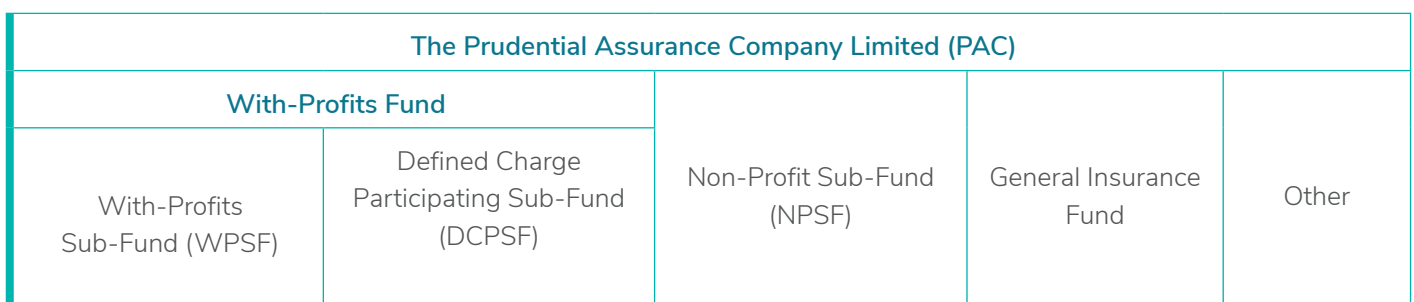 The Prudential Assurance Company Limited (PAC)
With-Profits Fund
With-Profits
Sub-Fund (WPSF)
Defined Charge
Participating Sub-Fund
(DCPSF)
Non-Profit Sub-Fund
(NPSF)
General Insurance
Fund
Other